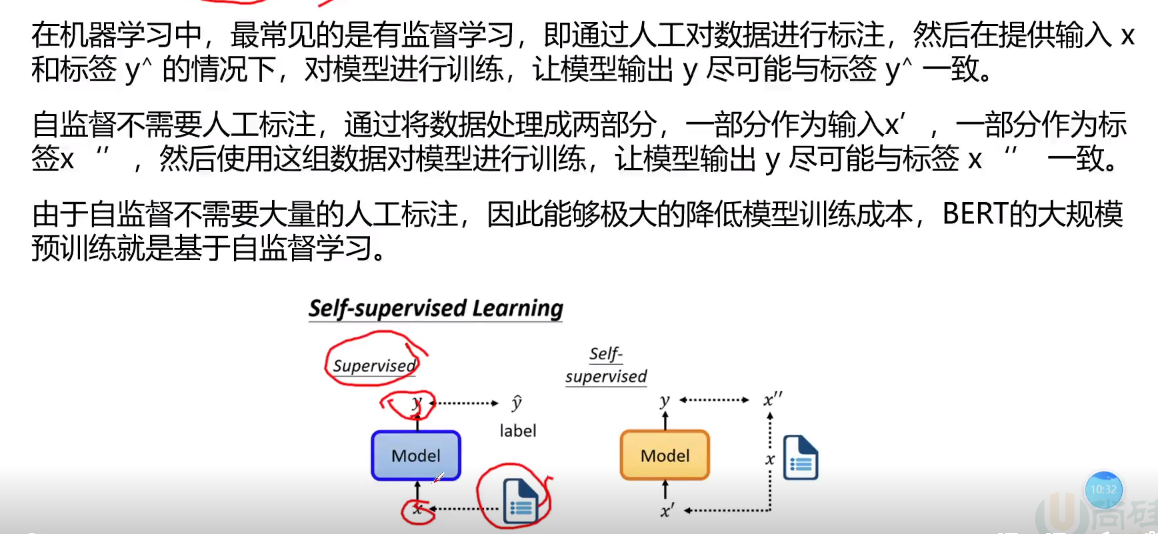 在机器学习中，最常见的是有监督学习，即通过人工对数据进行标注，然后在提供输入 x
和标签 y^ 的情况下，对模型进行训练，让模型输出 y 尽可能与标签 y^ 一致。
自监督不需要人工标注，通过将数据处理成两部分，一部分作为输入x′ ，一部分作为标
签x ′′ ，然后使用这组数据对模型进行训练，让模型输出 y 尽可能与标签 x ′′ 一致。
由于自监督不需要大量的人工标注，因此能够极大的降低模型训练成本，BERT的大规模
预训练就是基于自监督学习。
Self-supervised Learning
Supervised
y
ŷ
label
Model
x
Self-
supervised
y
x′′
Model
x
x′
10:32
尚硅